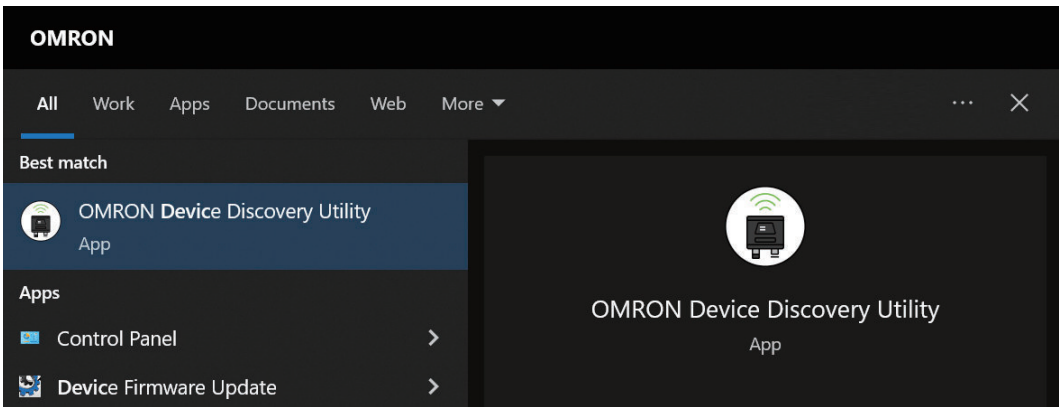 OMRON
All Work Apps Documents Web More
Best match
OMRON Device Discovery Utility
App
Apps
Control Panel
Device Firmware Update
OMRON Device Discovery Utility
App